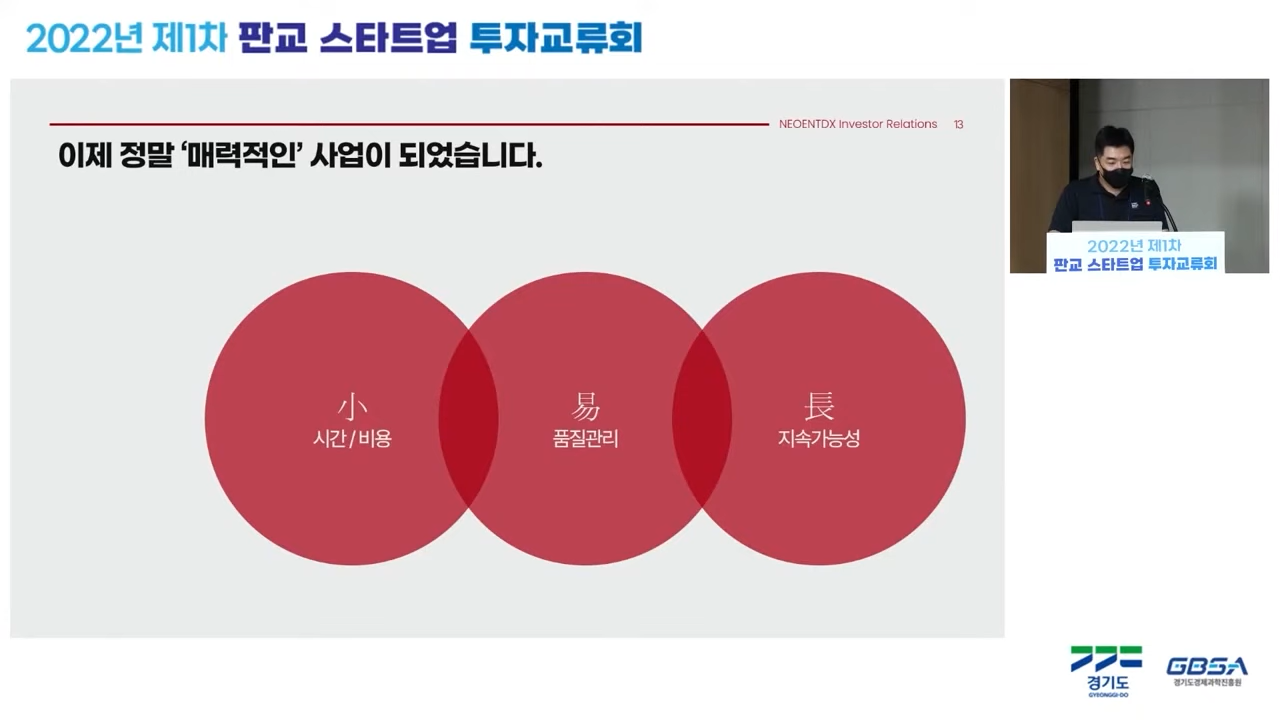 2022년 제1차 판교 스타트업 투자교류회
NEOENTDX Investor Relations 13
이제 정말 ‘매력적인’ 사업이 되었습니다.
小
시간 / 비용
易
품질관리
長
지속가능성
2022년 제1차
판교 스타트업 투자교류회
경기도
GYEONGGI-DO
GBSA
경기도경제과학진흥원